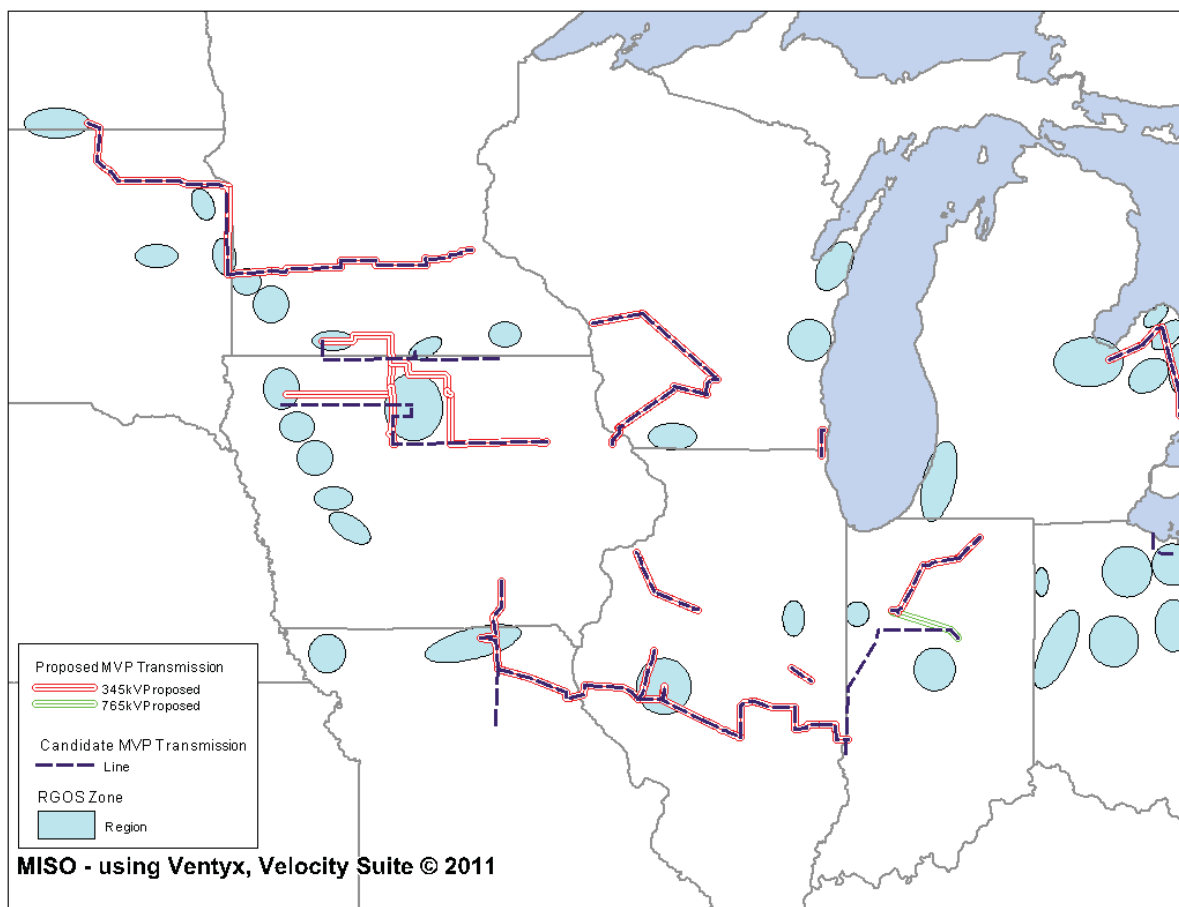 Proposed MVP Transmission
345kVProposed
765kVProposed
Candidate MVP Transmission
Line
RGOS Zone
Region
MISO - using Ventyx, Velocity Suite © 2011